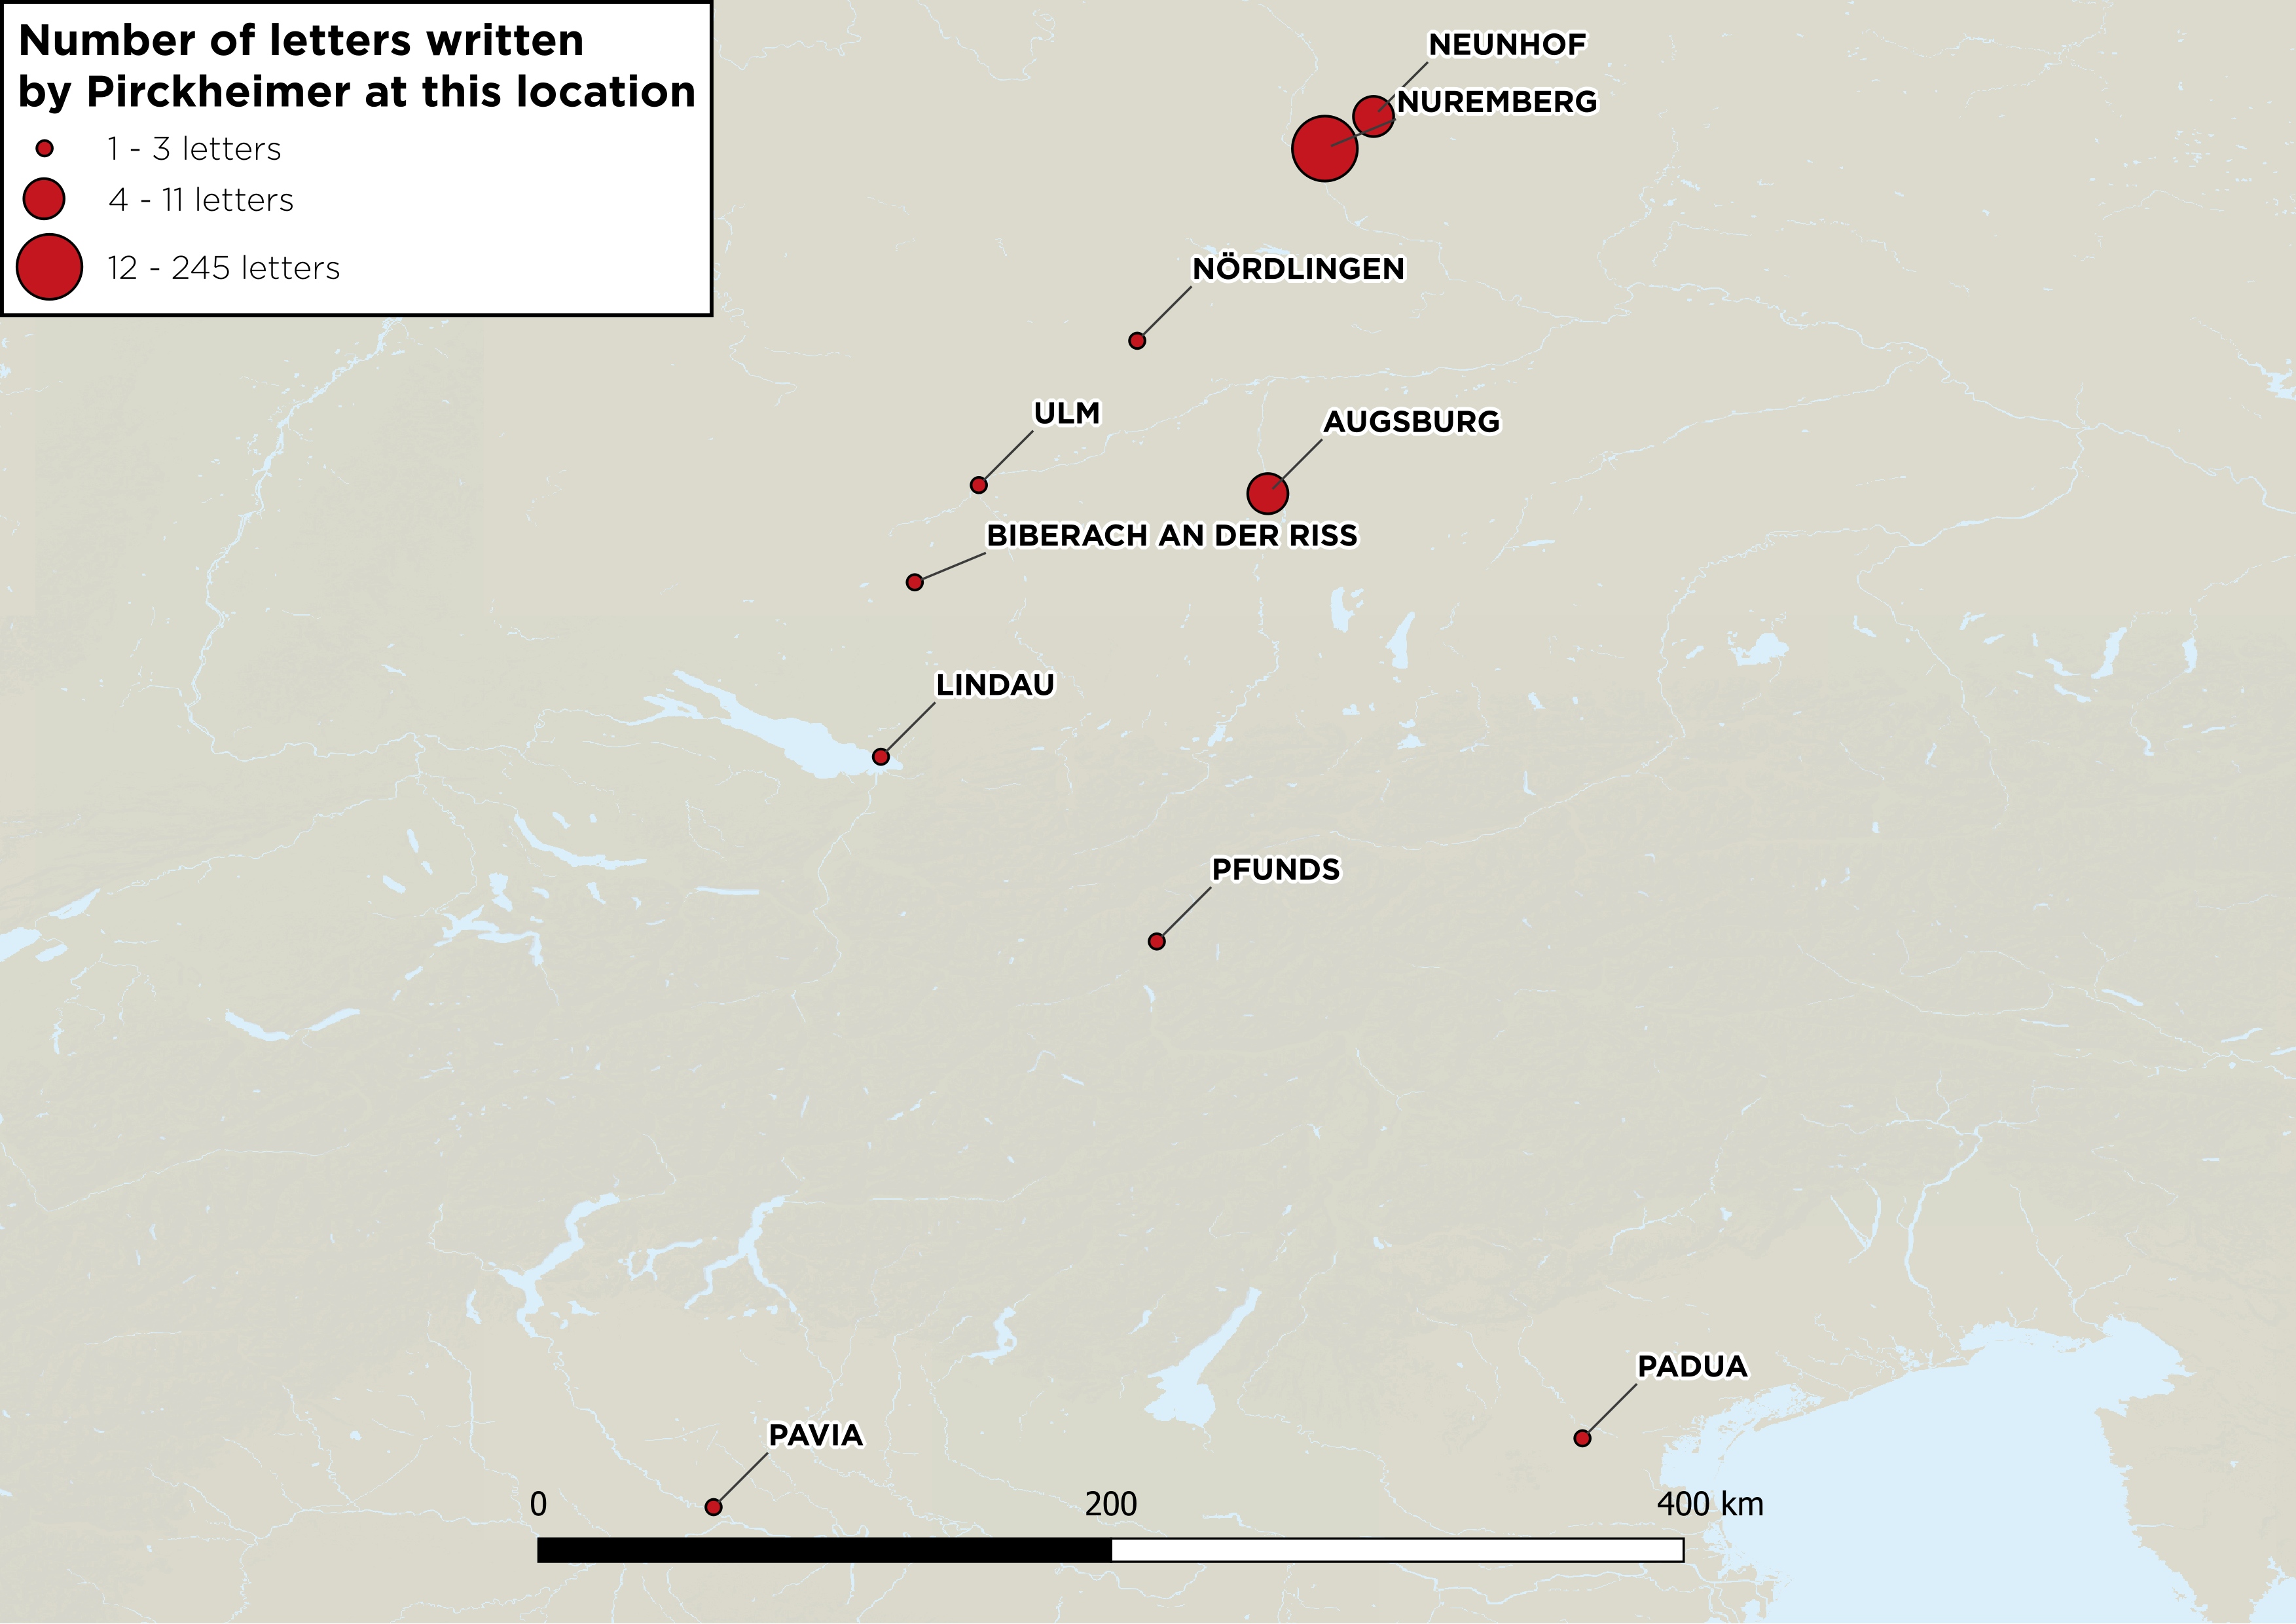 Number of letters written
by Pirckheimer at this location
1 - 3 letters
4 - 11 letters
12 - 245 letters
NEUNHOF
NUREMBERG
NÖRDLINGEN
ULM
AUGSBURG
BIBERACH AN DER RISS
LINDAU
PFUNDS
PADUA
PAVIA
0 200 400 km